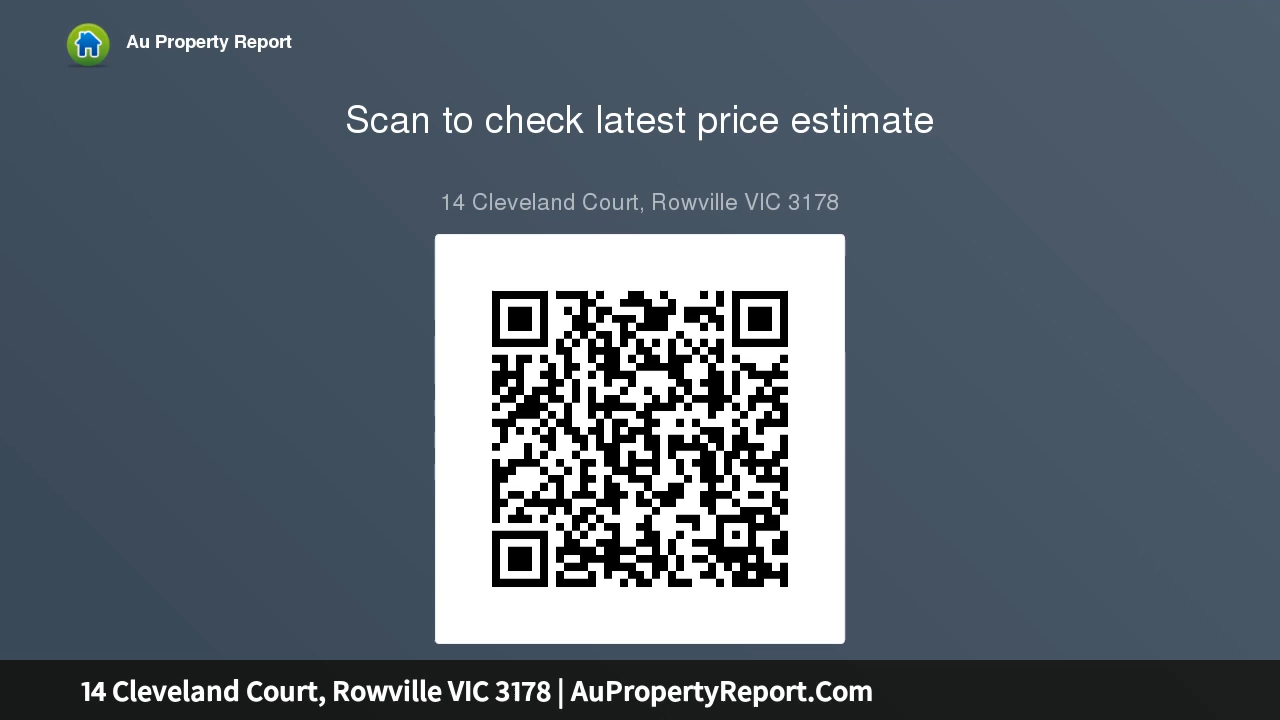 Au Property Report
Scan to check latest price estimate
14 Cleveland Court, Rowville VIC 3178
14 Cleveland Court, Rowville VIC 3178 | AuPropertyReport.Com